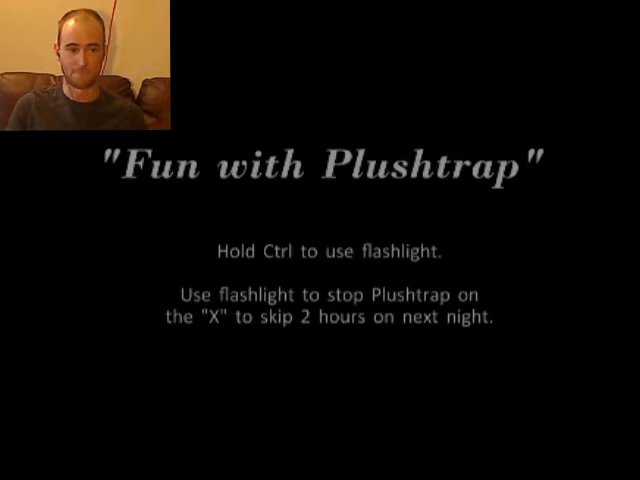 "Fun with Plushtrap"
Hold Ctrl to use flashlight.
Use flashlight to stop Plushtrap on
the "X" to skip 2 hours on next night.